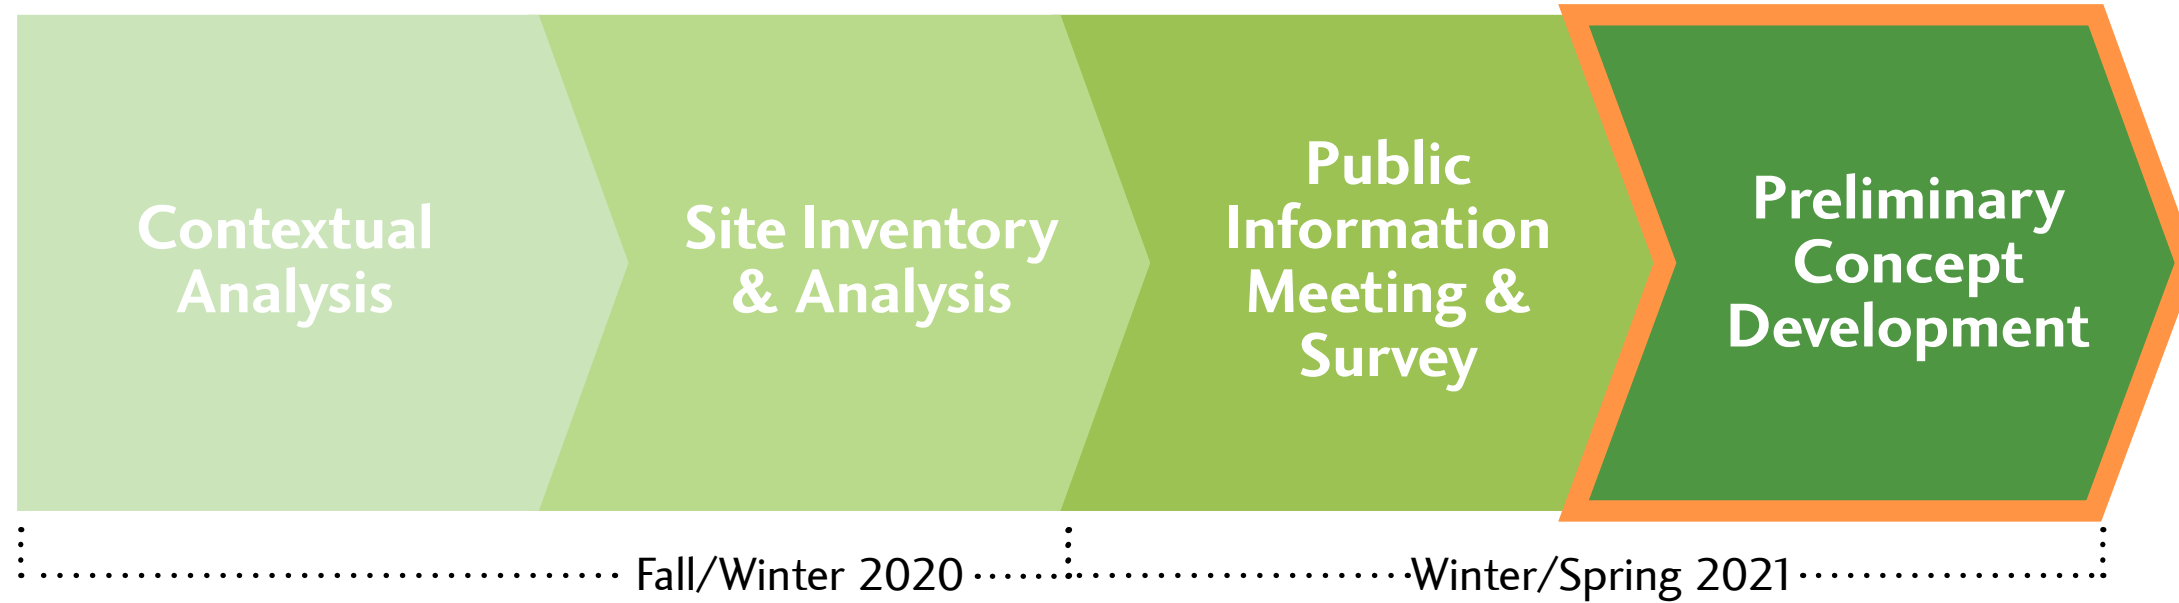 Contextual
Analysis
Site Inventory
& Analysis
Public
Information
Meeting &
Survey
Preliminary
Concept
Development
Fall/Winter 2020
Winter/Spring 2021